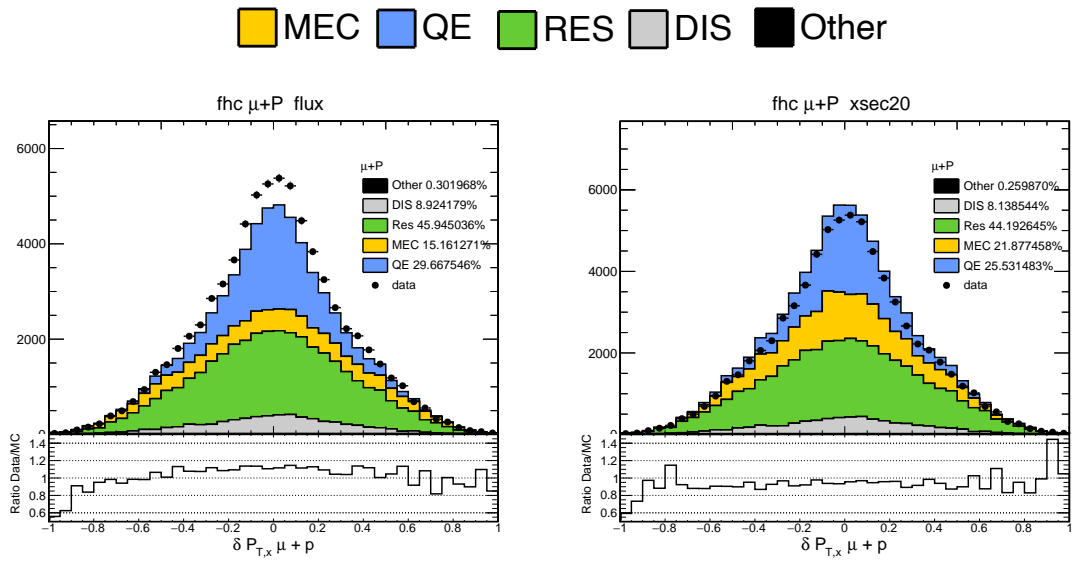 MEC QE RES DIS Other
fhc μ+P flux
6000
4000
2000
0
μ+P
Other 0.301968%
DIS 8.924179%
Res 45.945036%
MEC 15.161271%
QE 29.667546%
data
Ratio Data/MC
1.4
1.2
1
0.8
0.6
−1 −0.8 −0.6 −0.4 −0.2 0 0.2 0.4 0.6 0.8 1
δ P_{T,x} μ + p
fhc μ+P xsec20
6000
4000
2000
0
μ+P
Other 0.259870%
DIS 8.138544%
Res 44.192645%
MEC 21.877458%
QE 25.531483%
data
Ratio Data/MC
1.4
1.2
1
0.8
0.6
−1 −0.8 −0.6 −0.4 −0.2 0 0.2 0.4 0.6 0.8 1
δ P_{T,x} μ + p